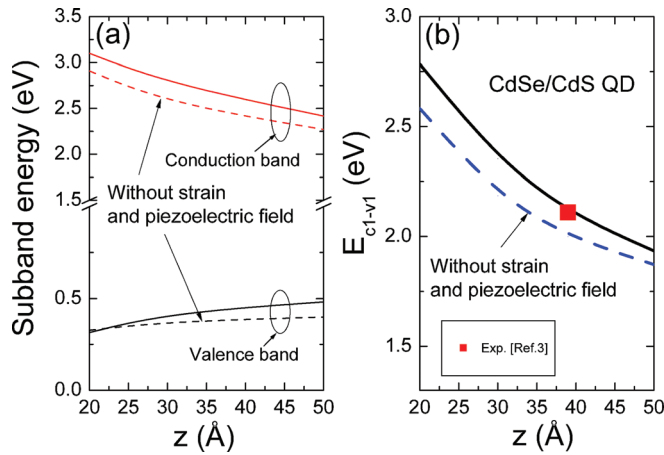 (a)
Subband energy (eV)
3.5
3.0
2.5
2.0
1.5
0.5
0.0
Conduction band
Without strain
and piezoelectric field
Valence band
20 25 30 35 40 45 50
z (Å)
(b)
E_c1-v1 (eV)
3.0
2.5
2.0
1.5
CdSe/CdS QD
Without strain
and piezoelectric field
Exp. [Ref.3]
20 25 30 35 40 45 50
z (Å)